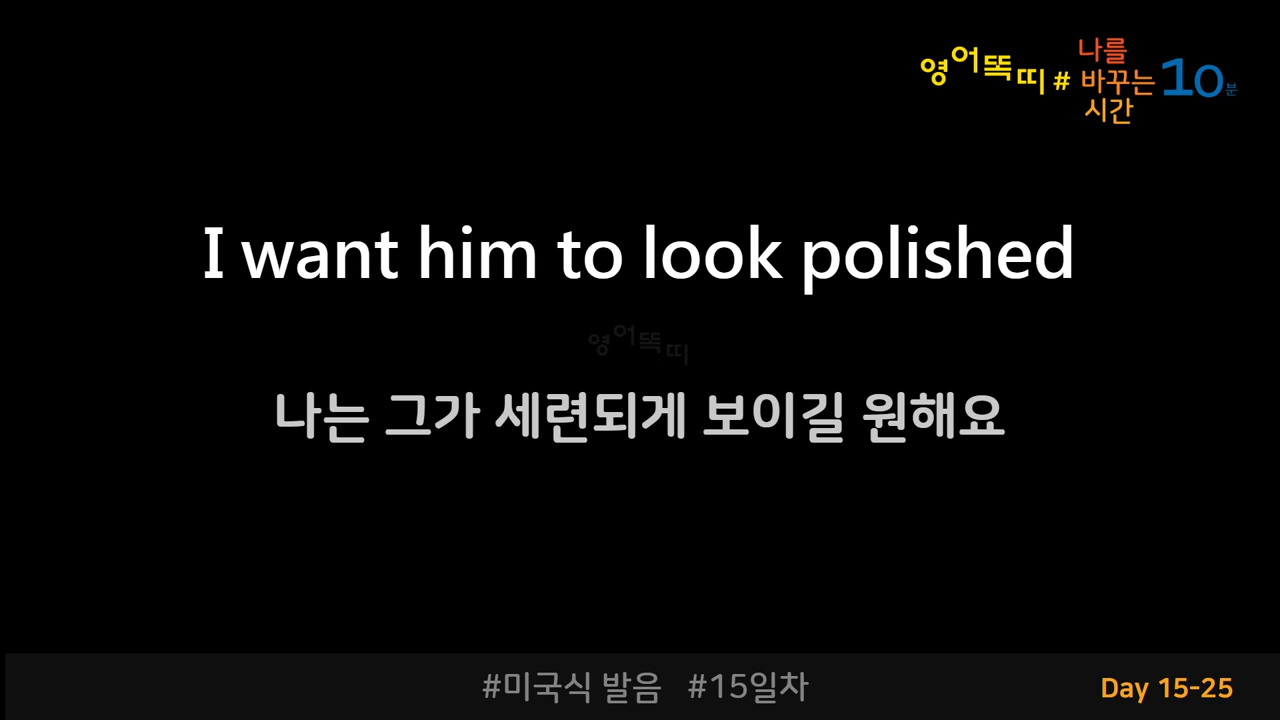 영어똑띠 # 나를 바꾸는 시간 10분
I want him to look polished
영어똑띠
나는 그가 세련되게 보이길 원해요
#미국식 발음 #15일차 Day 15-25